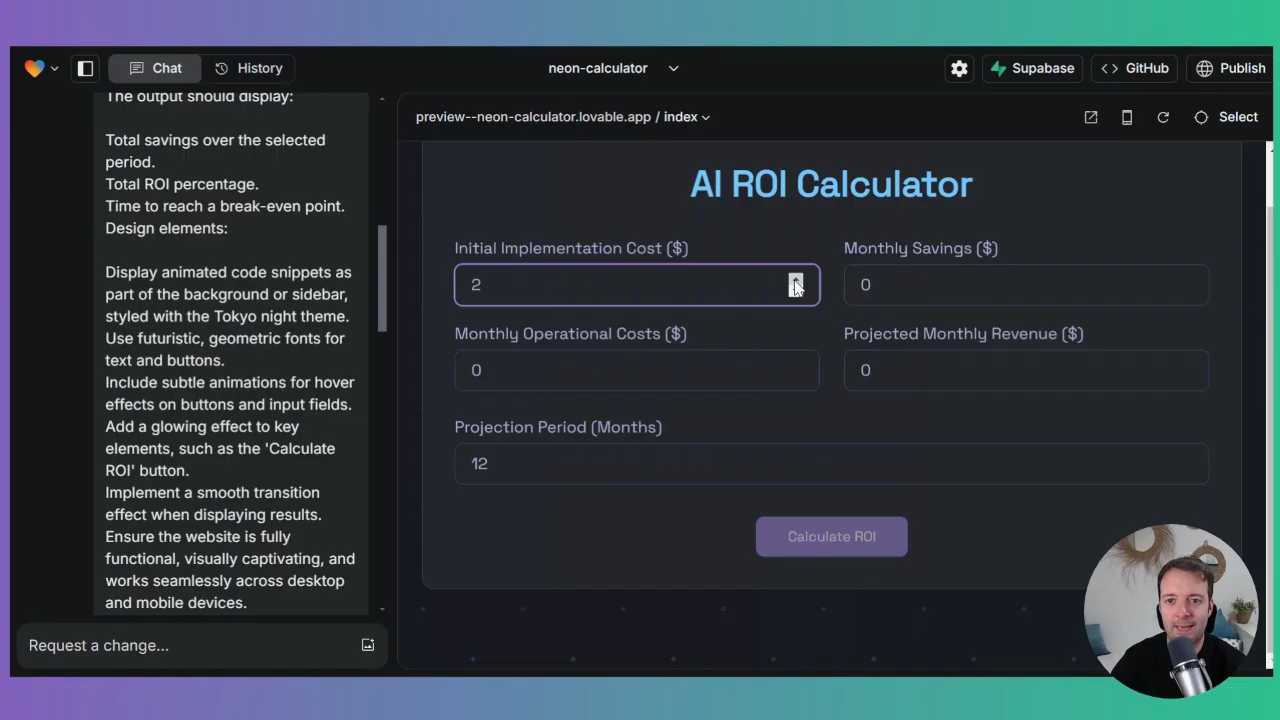 Chat
History
neon-calculator
Supabase
GitHub
Publish
The output should display:
Total savings over the selected
period.
Total ROI percentage.
Time to reach a break-even point.
Design elements:
Display animated code snippets as
part of the background or sidebar,
styled with the Tokyo night theme.
Use futuristic, geometric fonts for
text and buttons.
Include subtle animations for hover
effects on buttons and input fields.
Add a glowing effect to key
elements, such as the 'Calculate
ROI' button.
Implement a smooth transition
effect when displaying results.
Ensure the website is fully
functional, visually captivating, and
works seamlessly across desktop
and mobile devices.
Request a change...
preview--neon-calculator.lovable.app / index
Select
AI ROI Calculator
Initial Implementation Cost ($)
2
Monthly Savings ($)
0
Monthly Operational Costs ($)
0
Projected Monthly Revenue ($)
0
Projection Period (Months)
12
Calculate ROI